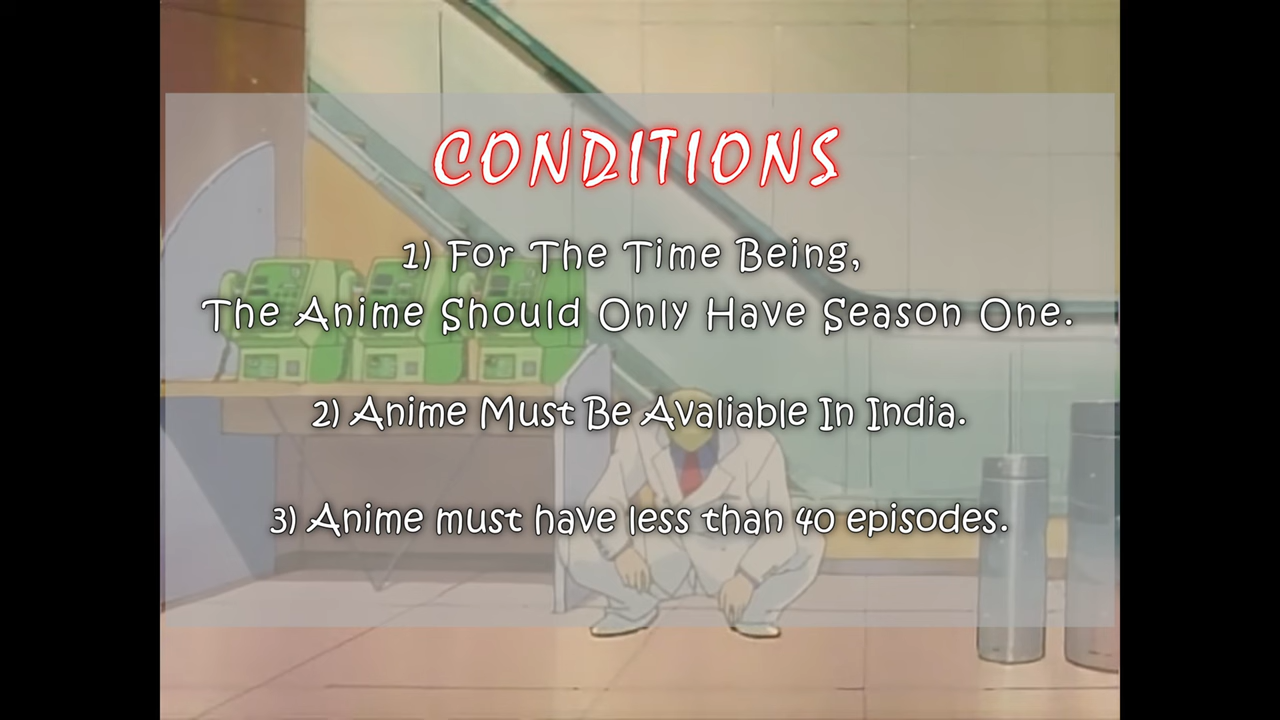 CONDITIONS
1) For The Time Being,
The Anime Should Only Have Season One.
2) Anime Must Be Avaliable In India.
3) Anime must have less than 40 episodes.